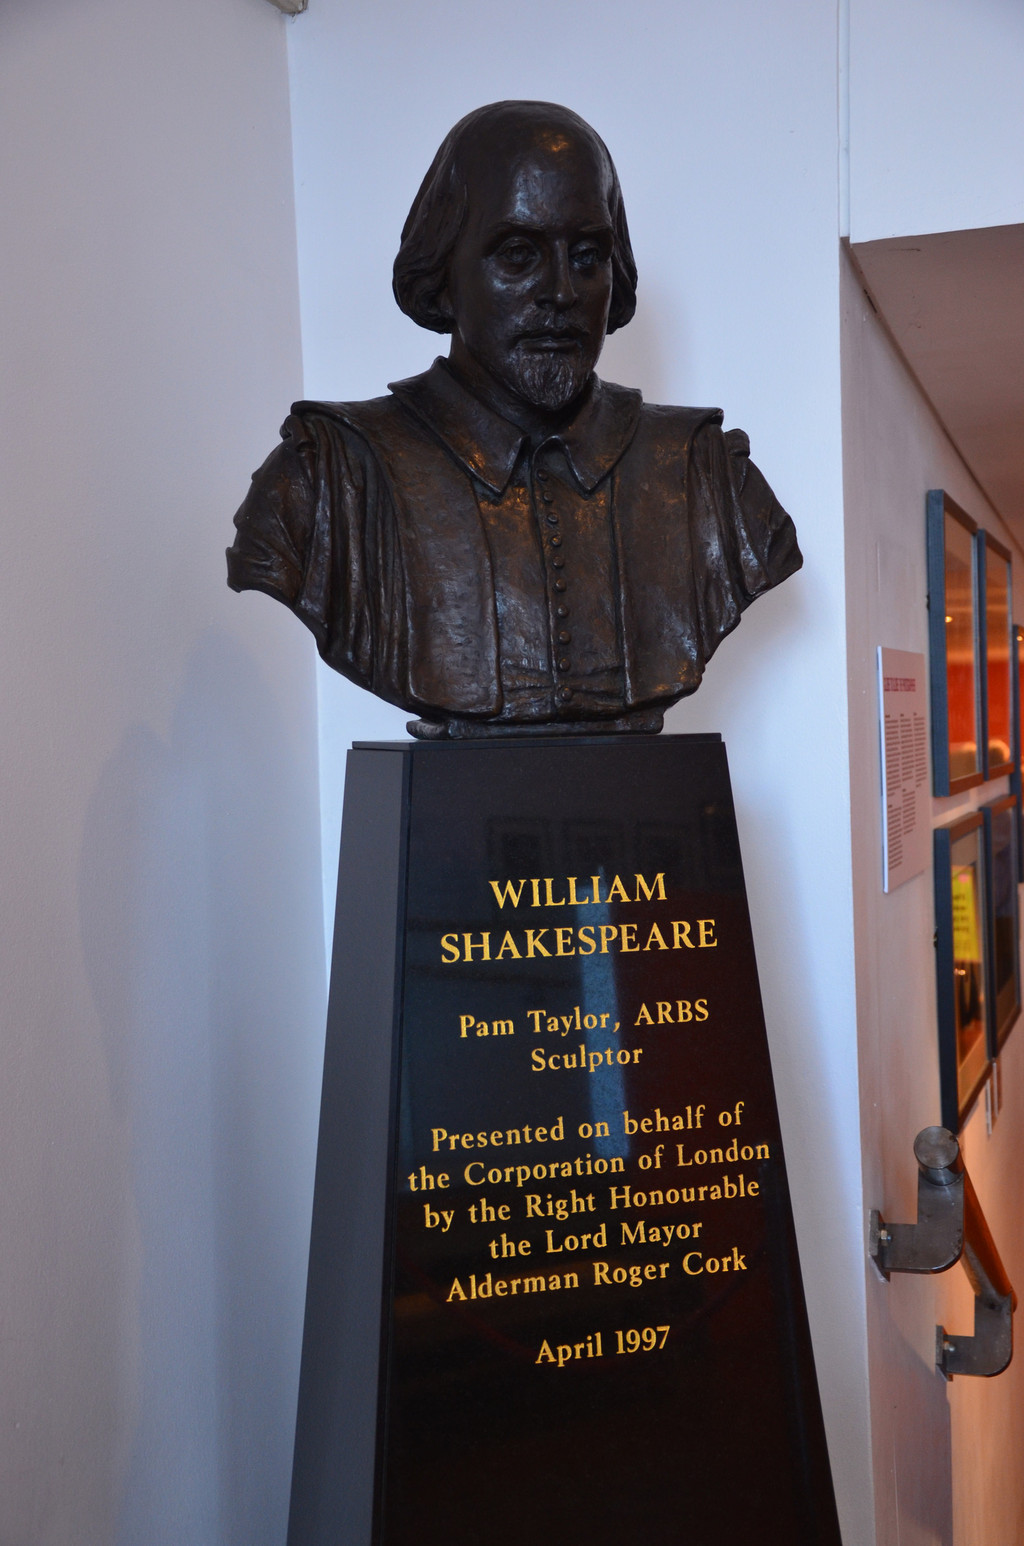 WILLIAM
SHAKESPEARE
Pam Taylor, ARBS
Sculptor
Presented on behalf of
the Corporation of London
by the Right Honourable
the Lord Mayor
Alderman Roger Cork
April 1997